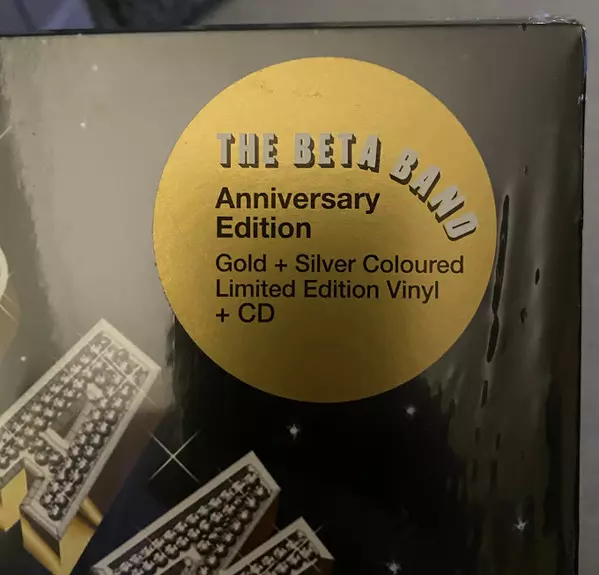 THE BETA BAND
Anniversary
Edition
Gold + Silver Coloured
Limited Edition Vinyl
+ CD